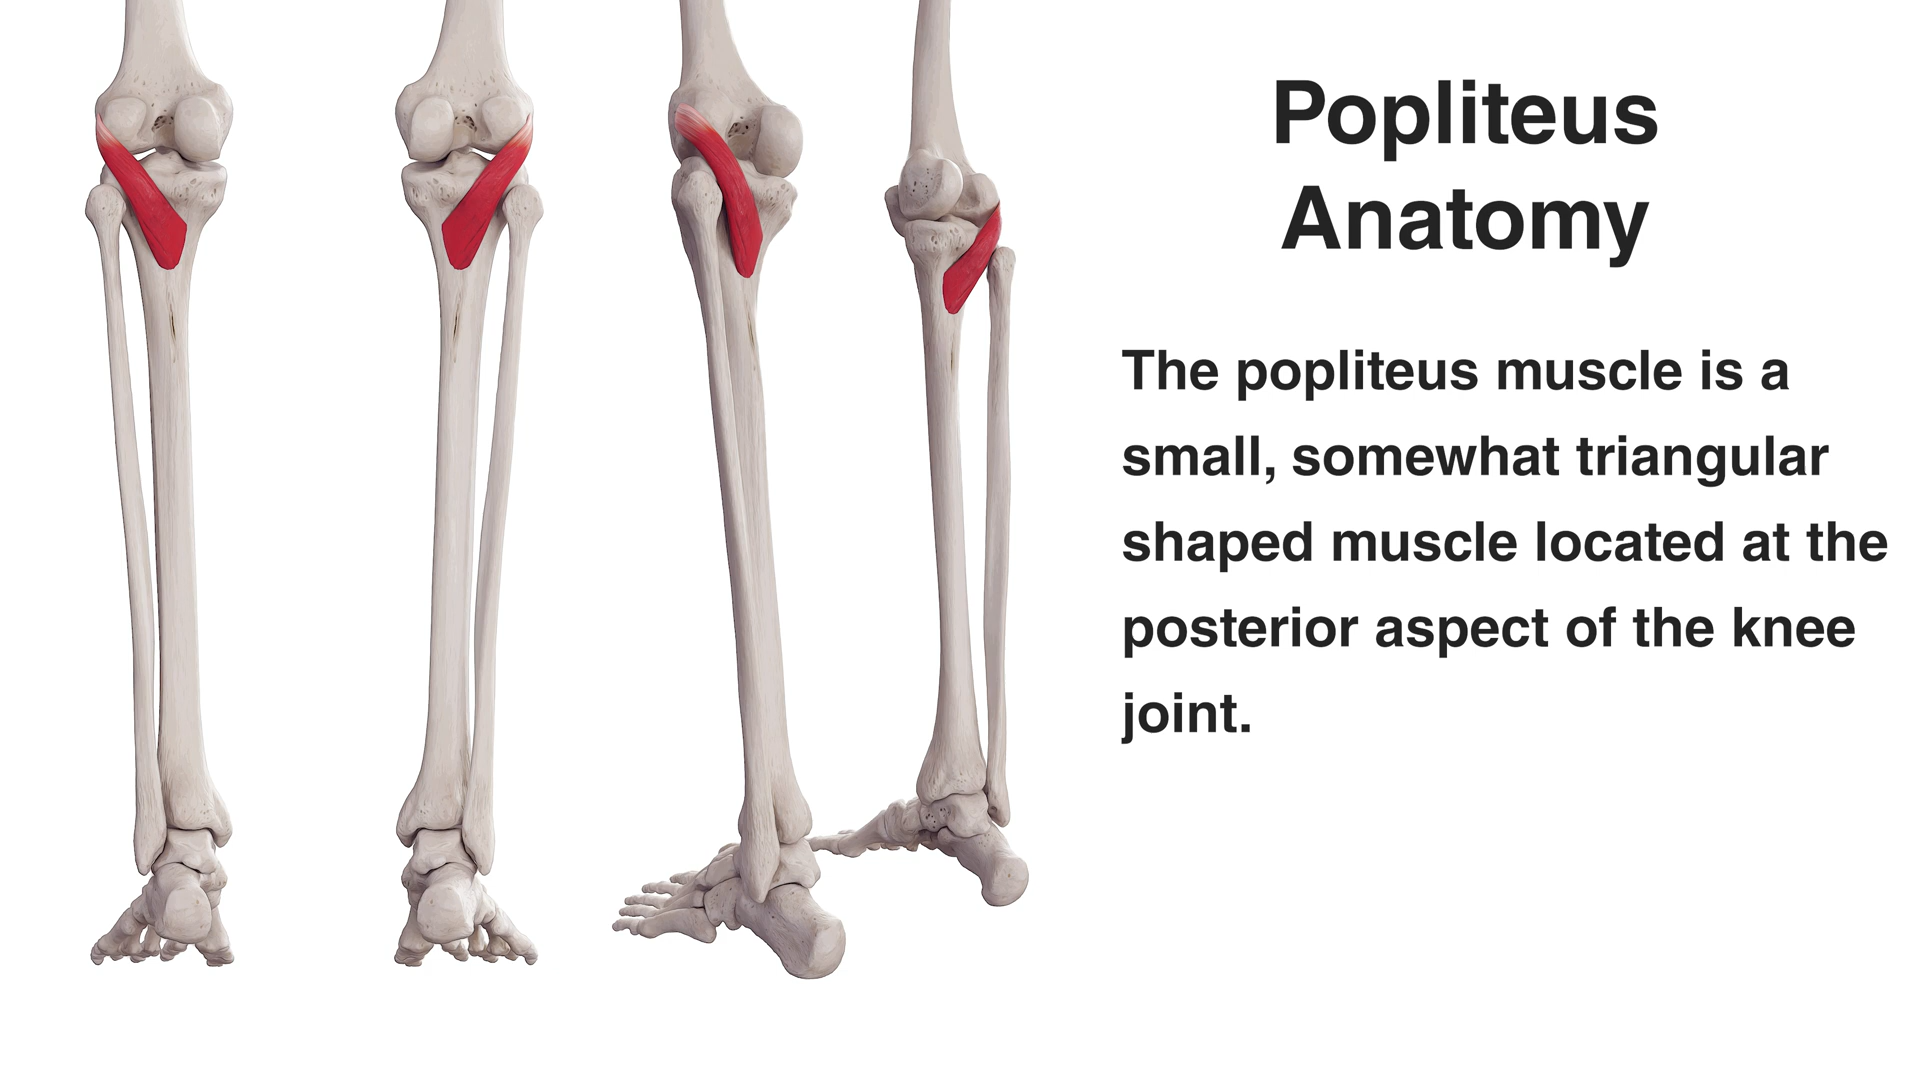 Popliteus
Anatomy
The popliteus muscle is a
small, somewhat triangular
shaped muscle located at the
posterior aspect of the knee
joint.